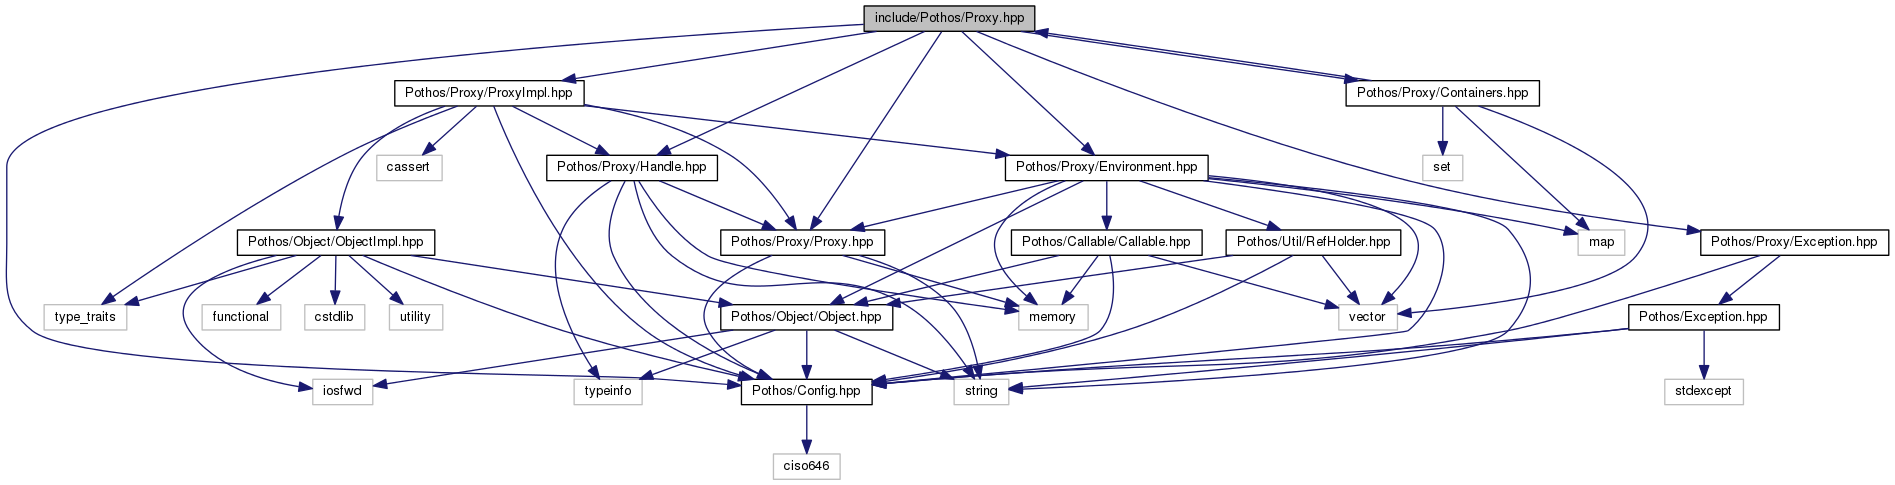 include/Pothos/Proxy.hpp
Pothos/Proxy/ProxyImpl.hpp
Pothos/Proxy/Containers.hpp
cassert
Pothos/Proxy/Handle.hpp
Pothos/Proxy/Environment.hpp
set
Pothos/Object/ObjectImpl.hpp
Pothos/Proxy/Proxy.hpp
Pothos/Callable/Callable.hpp
Pothos/Util/RefHolder.hpp
map
Pothos/Proxy/Exception.hpp
type_traits
functional
cstdlib
utility
Pothos/Object/Object.hpp
memory
vector
Pothos/Exception.hpp
iosfwd
typeinfo
Pothos/Config.hpp
string
stdexcept
ciso646